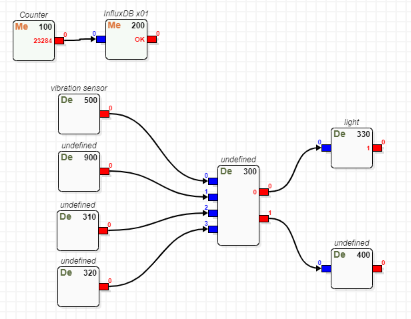 Counter
Me 100
23284
0
0
InfluxDB x01
Me 200
OK
0
vibration sensor
De 500
0
undefined
De 900
0
undefined
De 310
0
undefined
De 320
0
undefined
De 300
0
1
2
3
0
0
1
light
De 330
0
1
0
undefined
De 400
0
0